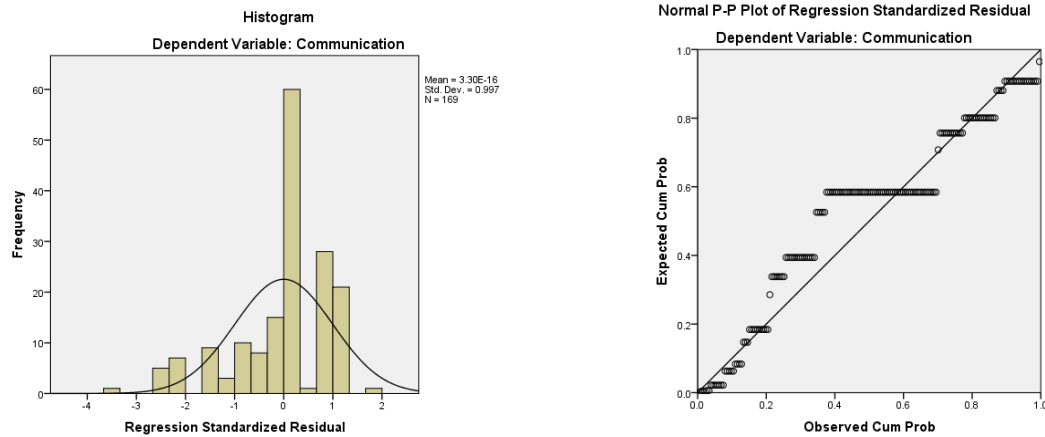 Histogram
Dependent Variable: Communication
Mean = 3.30E-16
Std. Dev. = 0.997
N = 169
Frequency
60
50
40
30
20
10
0
-4 -3 -2 -1 0 1 2
Regression Standardized Residual
Normal P-P Plot of Regression Standardized Residual
Dependent Variable: Communication
Expected Cum Prob
1.0
0.8
0.6
0.4
0.2
0.0
0.0 0.2 0.4 0.6 0.8 1.0
Observed Cum Prob